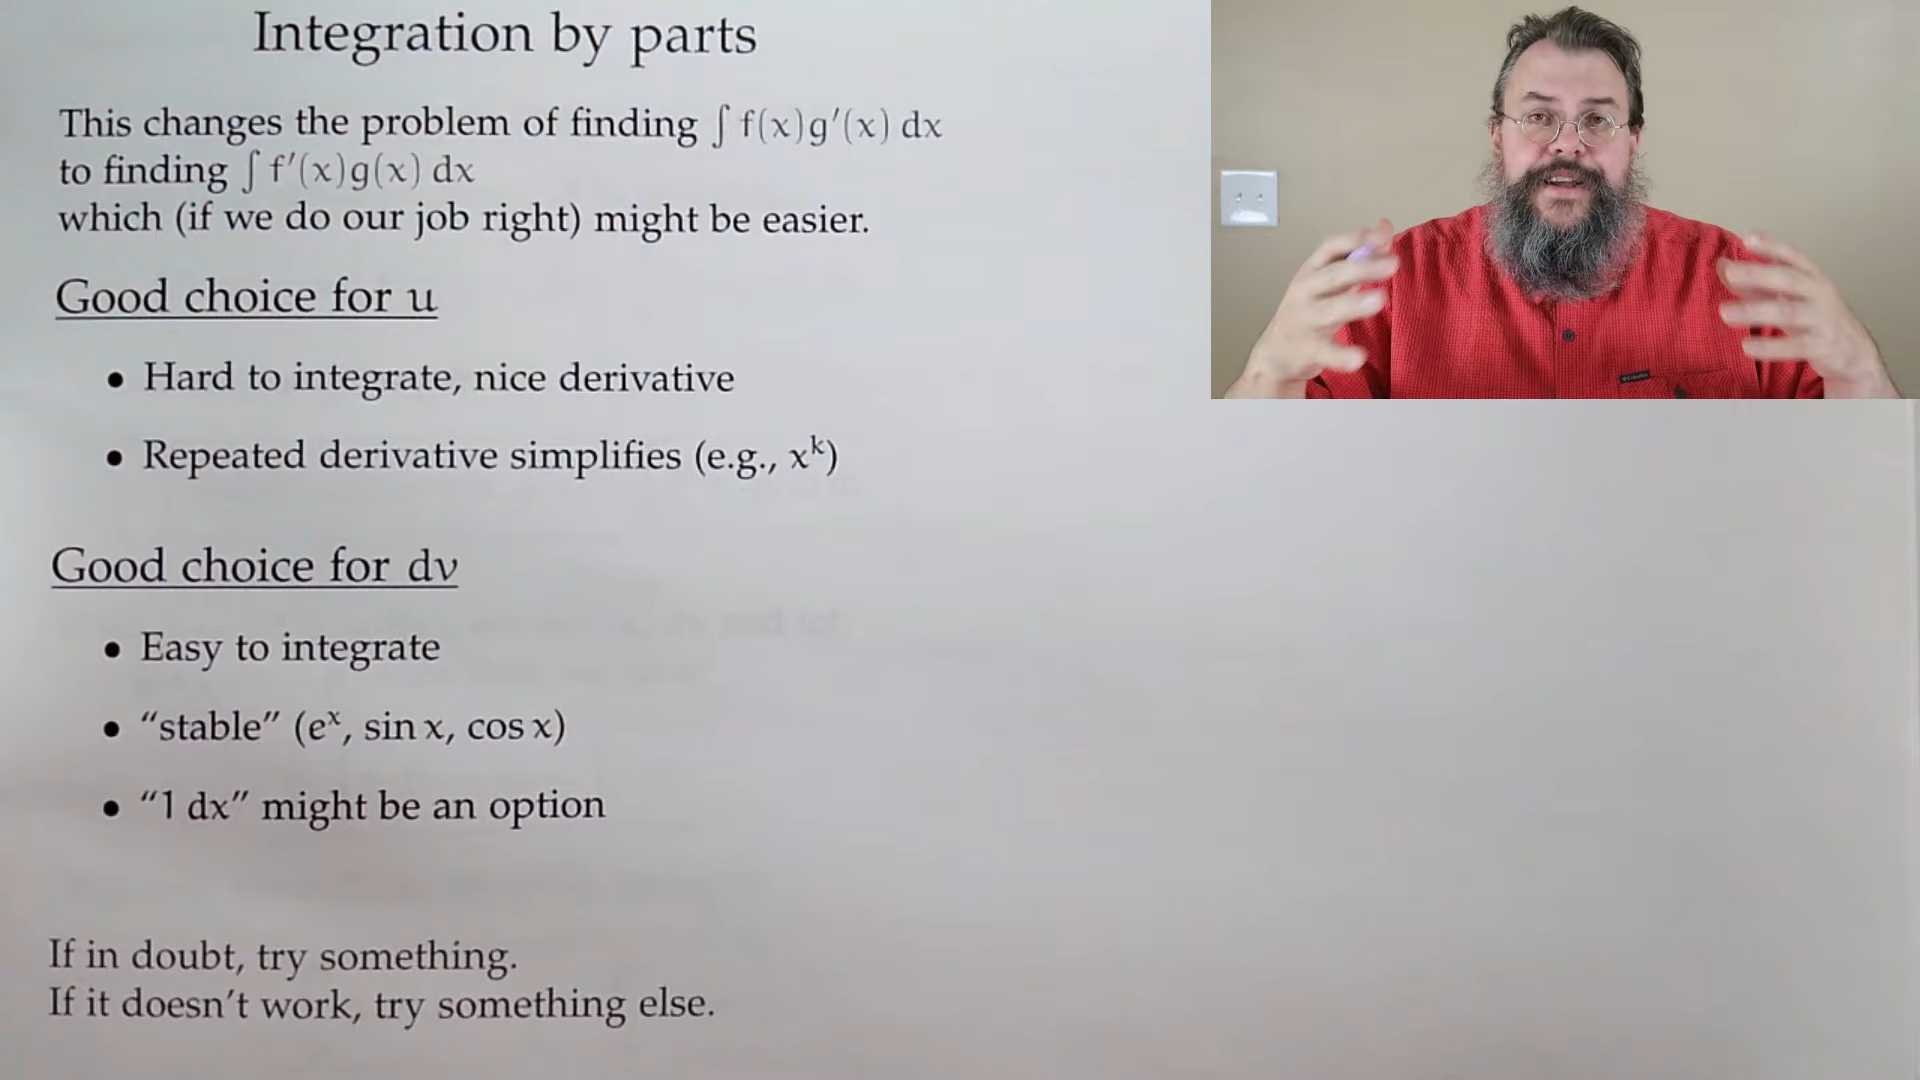 Integration by parts
This changes the problem of finding ∫ f(x)g′(x) dx
to finding ∫ f′(x)g(x) dx
which (if we do our job right) might be easier.
Good choice for u
• Hard to integrate, nice derivative
• Repeated derivative simplifies (e.g., xᵏ)
Good choice for dv
• Easy to integrate
• “stable” (eˣ, sin x, cos x)
• “1 dx” might be an option
If in doubt, try something.
If it doesn’t work, try something else.